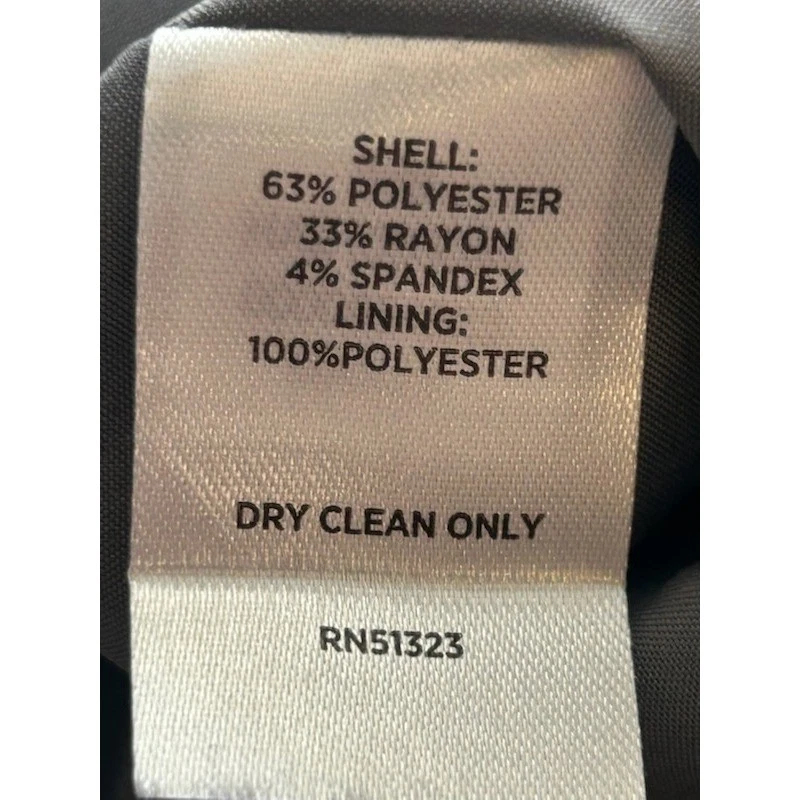 SHELL:
63% POLYESTER
33% RAYON
4% SPANDEX
LINING:
100%POLYESTER
DRY CLEAN ONLY
RN51323